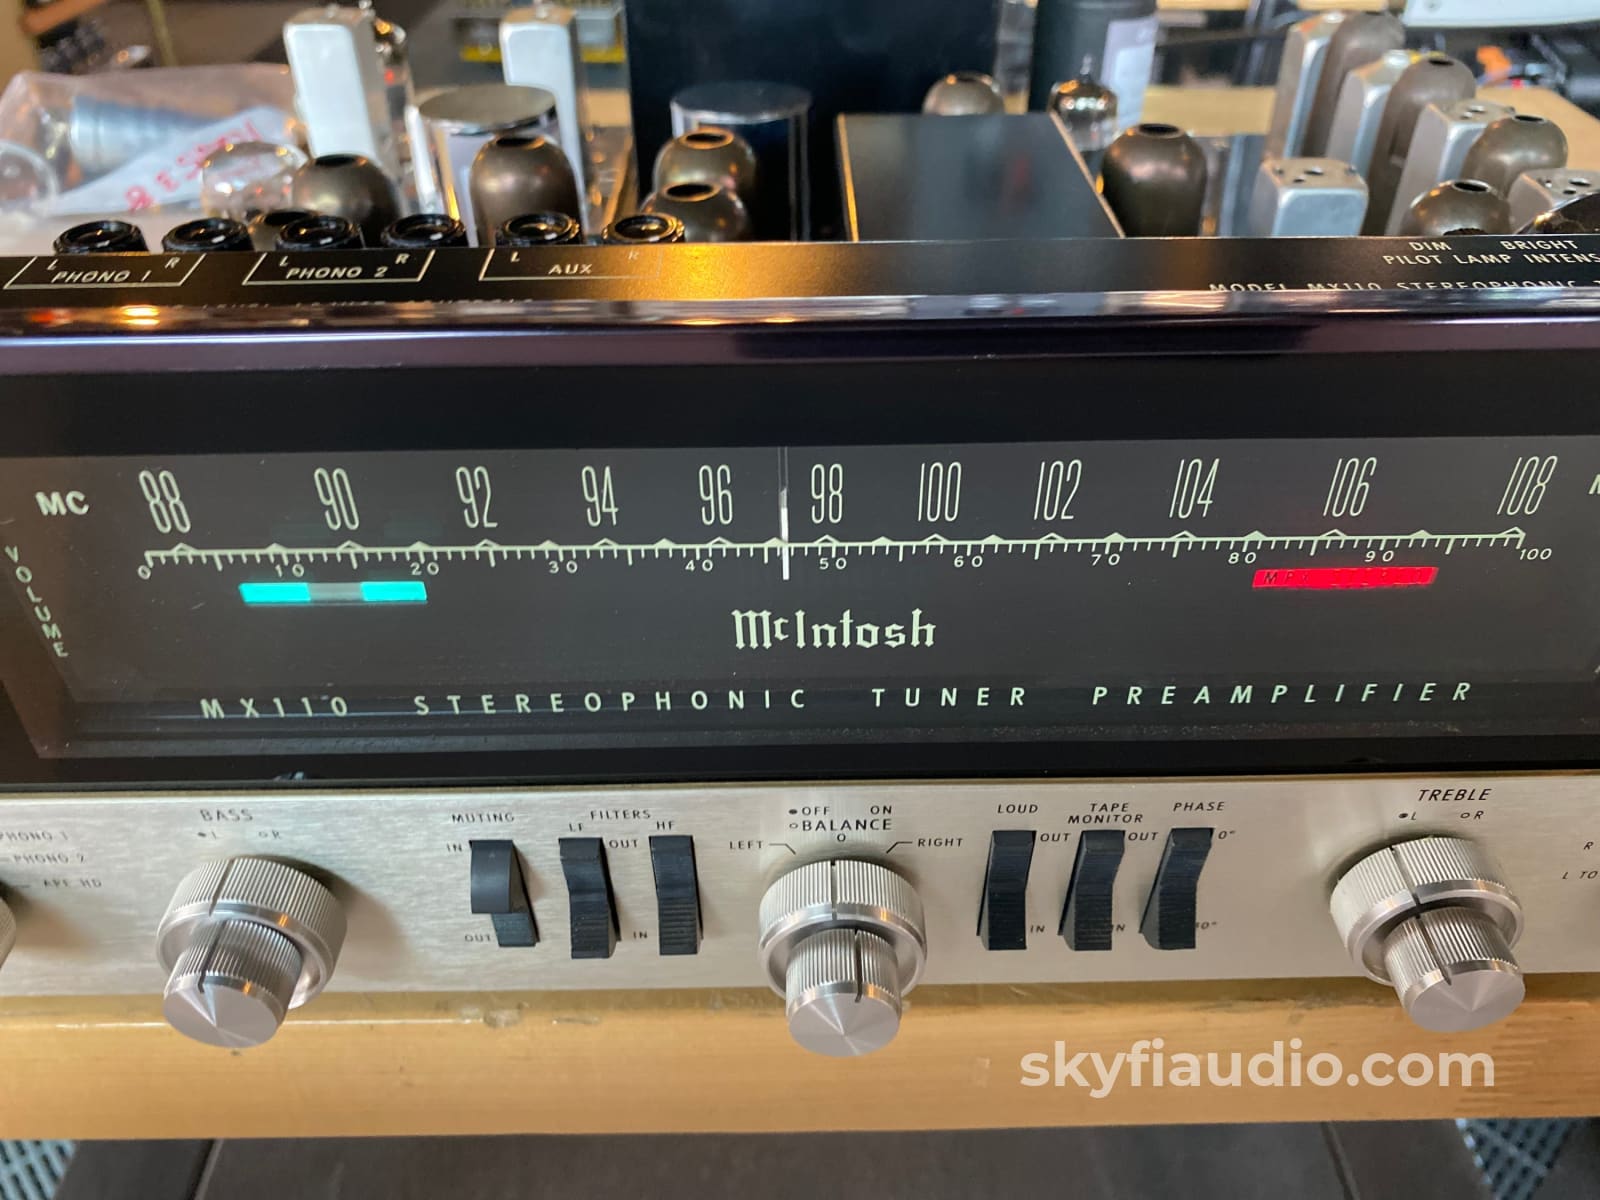 L R
PHONO 1
L R
PHONO 2
L R
AUX
DIM BRIGHT
PILOT LAMP
MODEL MX110 STEREOPHONIC
MC 88 90 92 94 96 98 100 102 104 106 108
0 10 20 30 40 50 60 70 80 90 100
VOLUME
MPX
McIntosh
MX110 STEREOPHONIC TUNER PREAMPLIFIER
BASS
L R
PHONO 1
PHONO 2
MUTING
IN
OUT
FILTERS
LF HF
OUT
IN
OFF ON
BALANCE
LEFT O RIGHT
LOUD
OUT
IN
TAPE
MONITOR
OUT
IN
PHASE
0°
TREBLE
L R
R
L TO
skyfiaudio.com